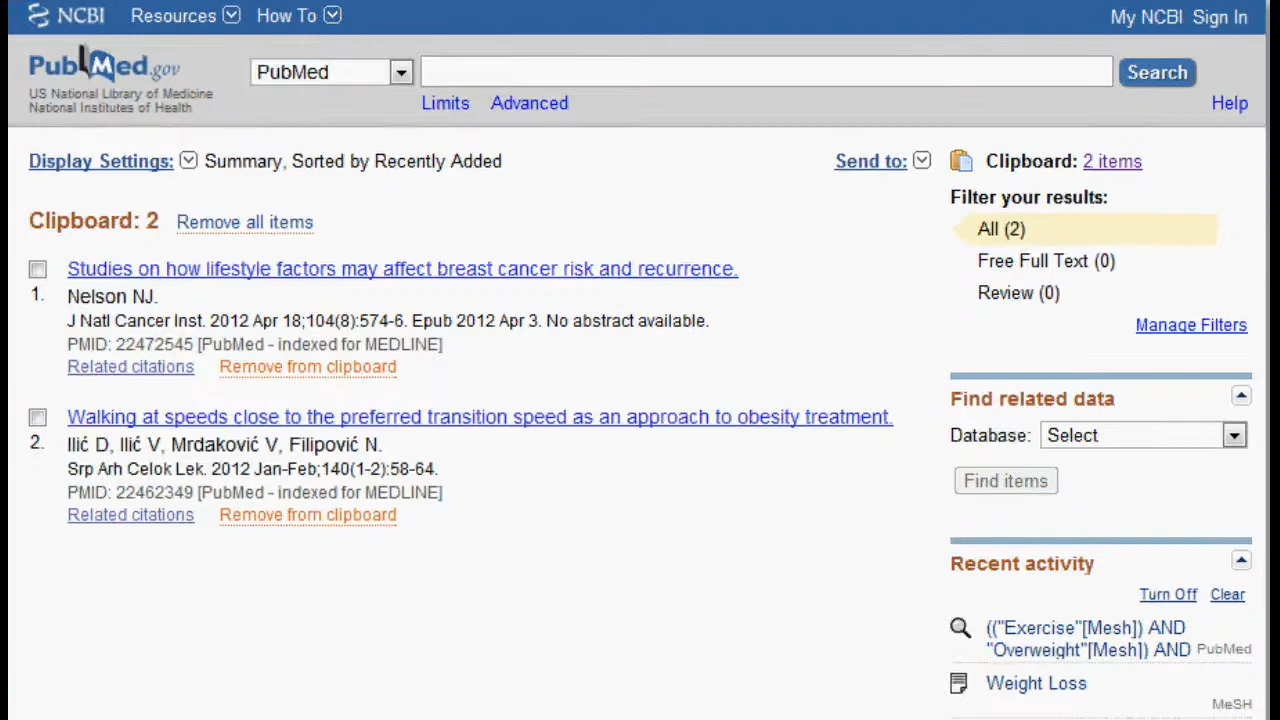 NCBI Resources How To My NCBI Sign In
PubMed.gov
US National Library of Medicine
National Institutes of Health
PubMed
Search
Limits Advanced
Help
Display Settings: Summary, Sorted by Recently Added
Send to:
Clipboard: 2 items
Filter your results:
All (2)
Free Full Text (0)
Review (0)
Manage Filters
Clipboard: 2 Remove all items
Studies on how lifestyle factors may affect breast cancer risk and recurrence.
1. Nelson NJ.
J Natl Cancer Inst. 2012 Apr 18;104(8):574-6. Epub 2012 Apr 3. No abstract available.
PMID: 22472545 [PubMed - indexed for MEDLINE]
Related citations Remove from clipboard
Walking at speeds close to the preferred transition speed as an approach to obesity treatment.
2. Ilić D, Ilić V, Mrdaković V, Filipović N.
Srp Arh Celok Lek. 2012 Jan-Feb;140(1-2):58-64.
PMID: 22462349 [PubMed - indexed for MEDLINE]
Related citations Remove from clipboard
Find related data
Database: Select
Find items
Recent activity
Turn Off Clear
(("Exercise"[Mesh]) AND
"Overweight"[Mesh]) AND PubMed
Weight Loss
MeSH